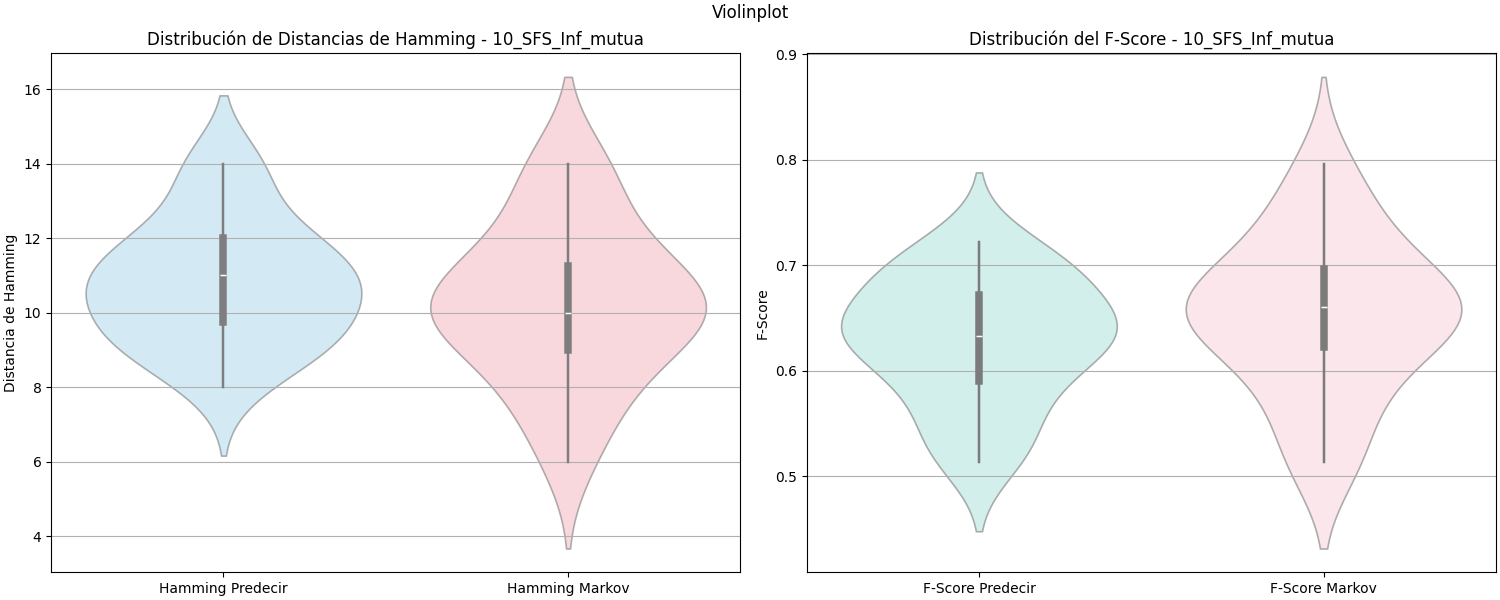 Violinplot
Distribución de Distancias de Hamming - 10_SFS_Inf_mutua
Distancia de Hamming
16
14
12
10
8
6
4
Hamming Predecir
Hamming Markov
Distribución del F-Score - 10_SFS_Inf_mutua
F-Score
0.9
0.8
0.7
0.6
0.5
F-Score Predecir
F-Score Markov